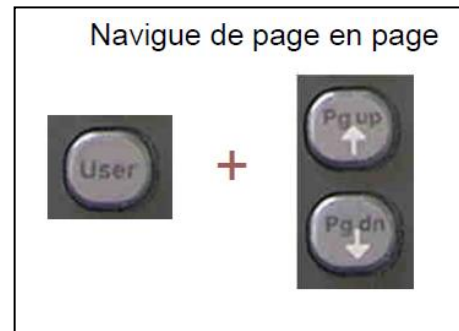 Navigue de page en page
User
+
Pg up
Pg dn